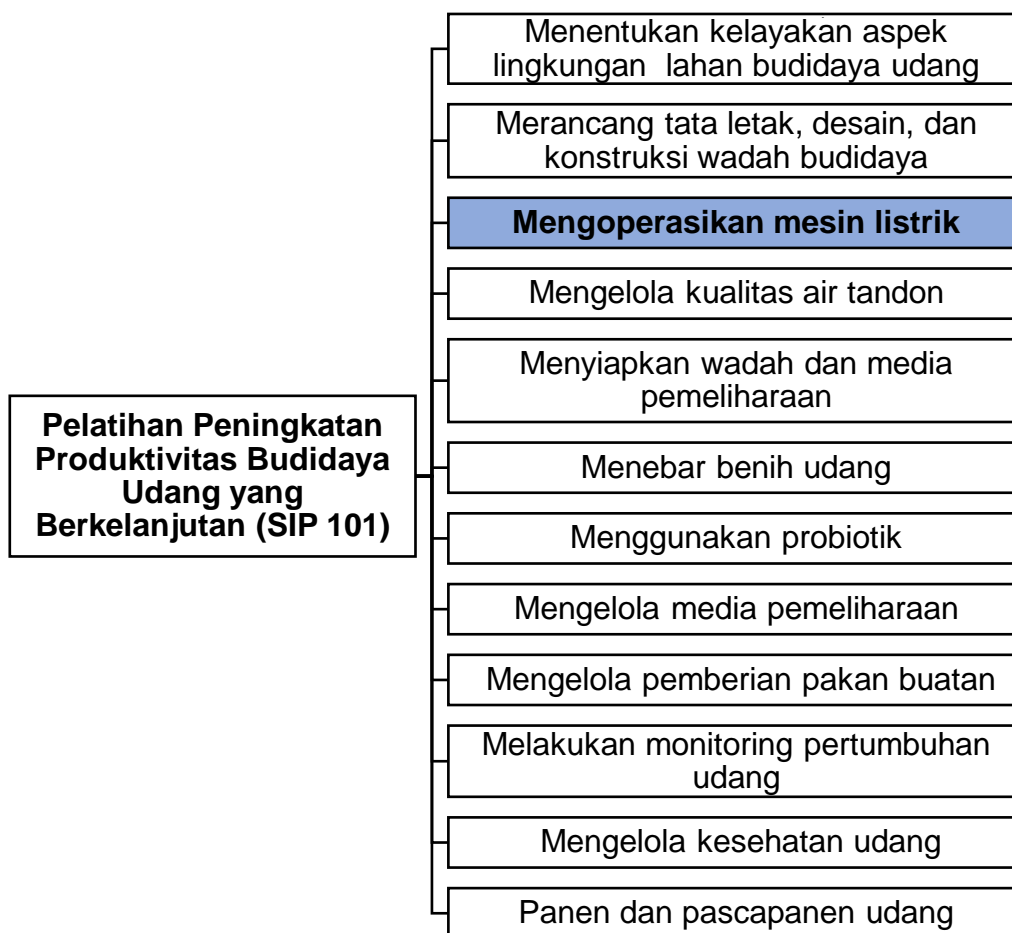 Menentukan kelayakan aspek
lingkungan lahan budidaya udang
Merancang tata letak, desain, dan
konstruksi wadah budidaya
Mengoperasikan mesin listrik
Mengelola kualitas air tandon
Menyiapkan wadah dan media
pemeliharaan
Pelatihan Peningkatan
Produktivitas Budidaya
Udang yang
Berkelanjutan (SIP 101)
Menebar benih udang
Menggunakan probiotik
Mengelola media pemeliharaan
Mengelola pemberian pakan buatan
Melakukan monitoring pertumbuhan
udang
Mengelola kesehatan udang
Panen dan pascapanen udang